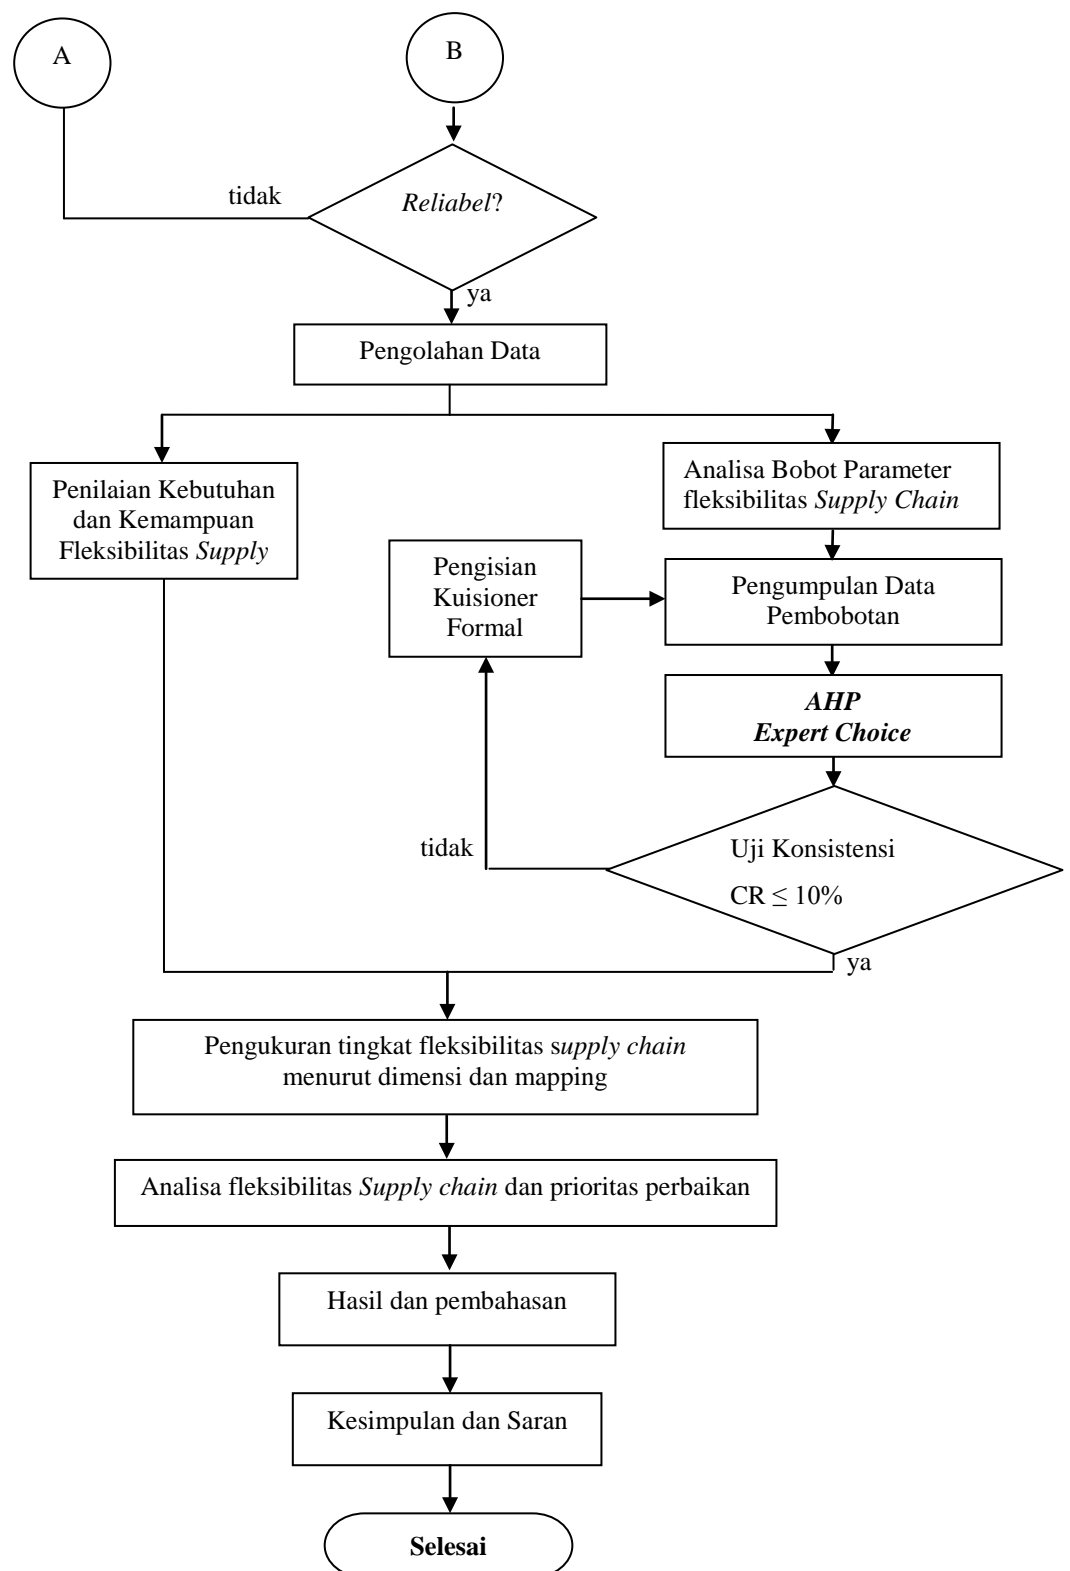 A
B
tidak
Reliabel?
ya
Pengolahan Data
Penilaian Kebutuhan
dan Kemampuan
Fleksibilitas Supply
Analisa Bobot Parameter
fleksibilitas Supply Chain
Pengisian
Kuisioner
Formal
Pengumpulan Data
Pembobotan
AHP
Expert Choice
tidak
Uji Konsistensi
CR ≤ 10%
ya
Pengukuran tingkat fleksibilitas supply chain
menurut dimensi dan mapping
Analisa fleksibilitas Supply chain dan prioritas perbaikan
Hasil dan pembahasan
Kesimpulan dan Saran
Selesai